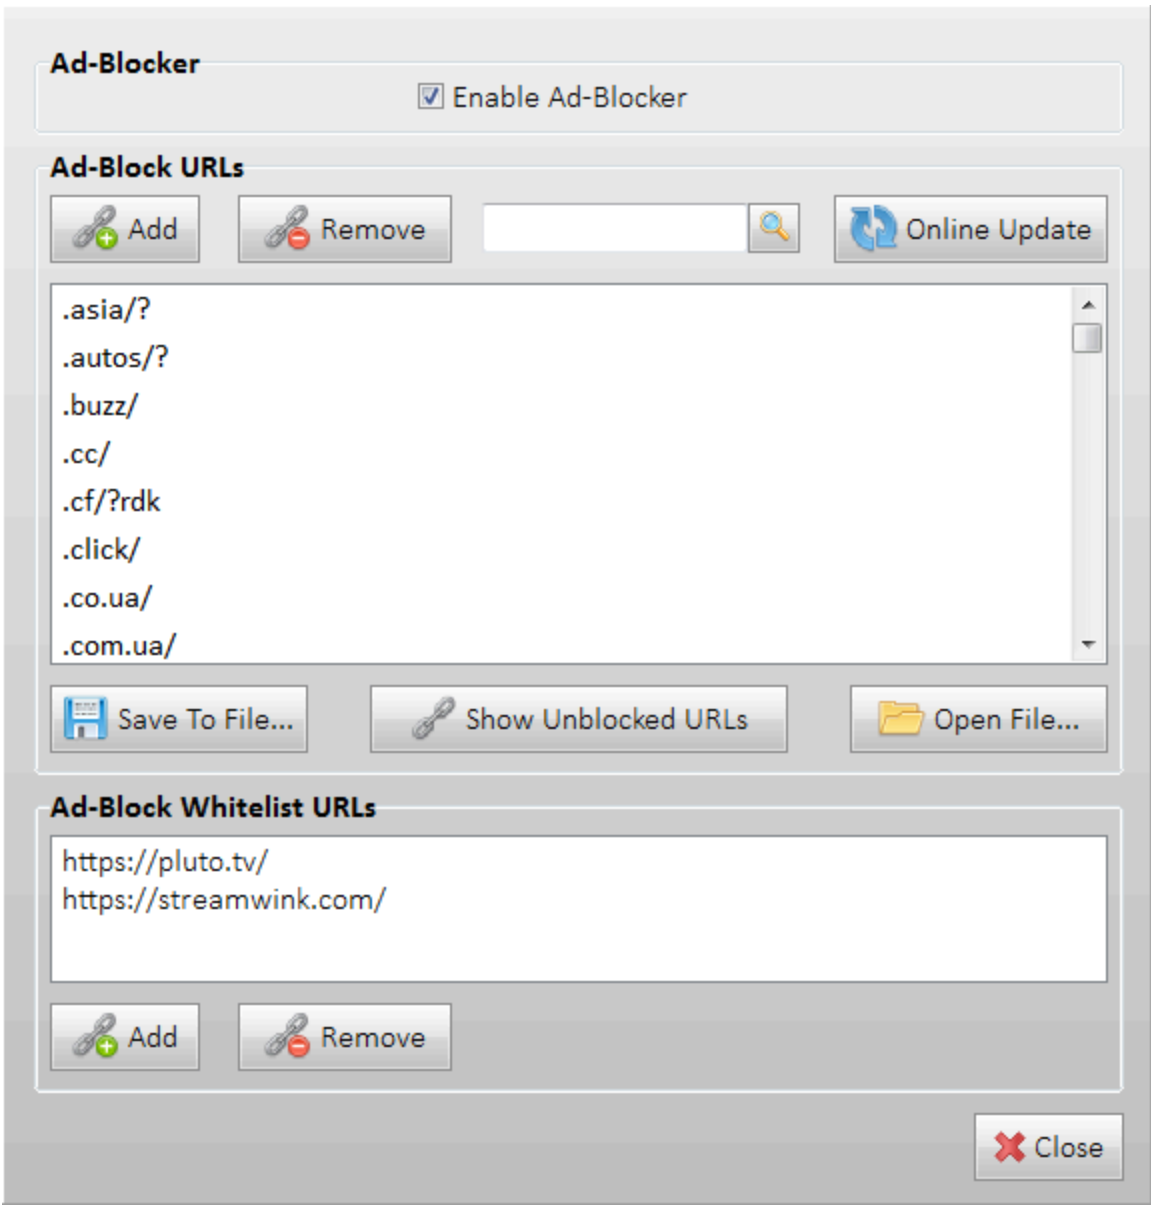 Ad-Blocker
Enable Ad-Blocker
Ad-Block URLs
Add
Remove
Online Update
.asia/?
.autos/?
.buzz/
.cc/
.cf/?rdk
.click/
.co.ua/
.com.ua/
Save To File...
Show Unblocked URLs
Open File...
Ad-Block Whitelist URLs
https://pluto.tv/
https://streamwink.com/
Add
Remove
Close